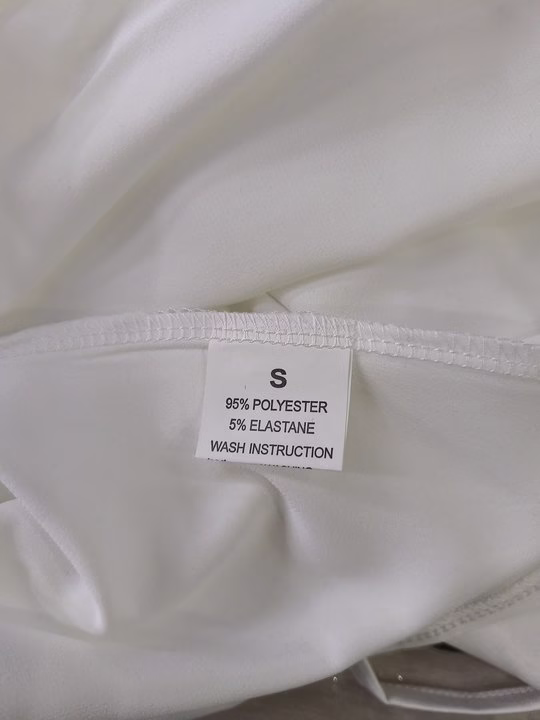 S
95% POLYESTER
5% ELASTANE
WASH INSTRUCTION